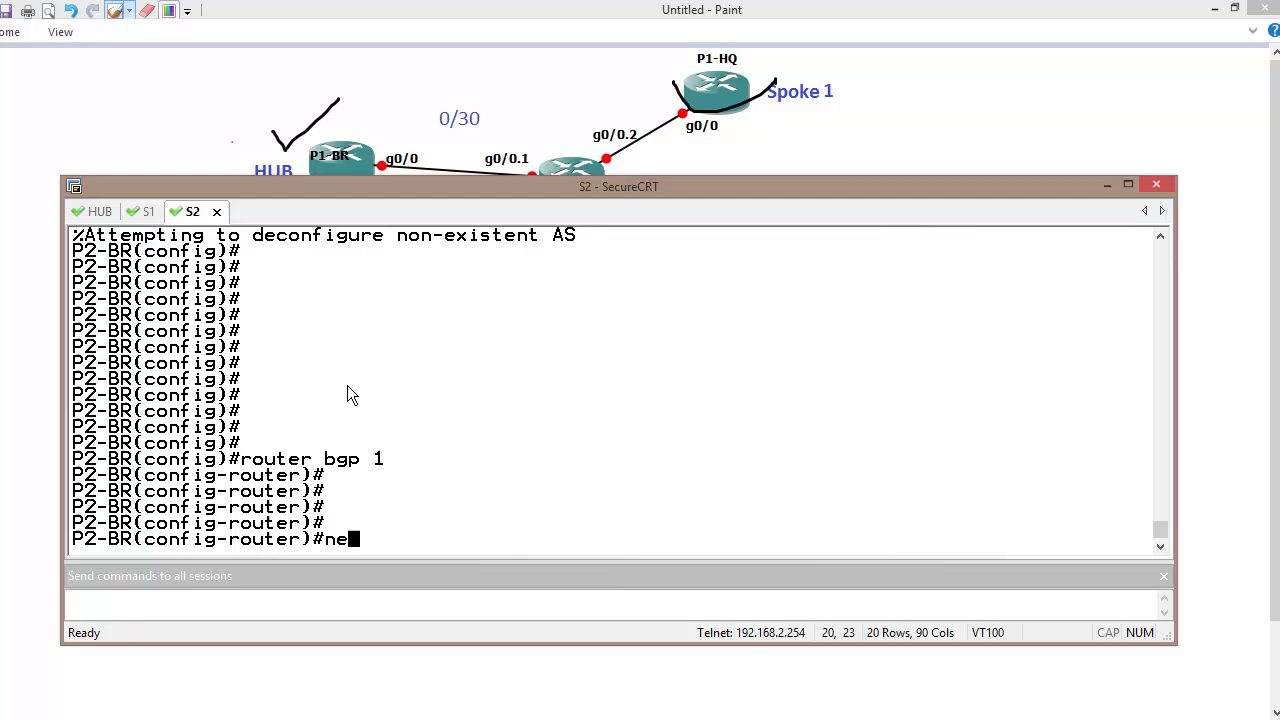 Untitled - Paint
ome View
P1-HQ
Spoke 1
0/30
g0/0.2
g0/0
P1-BR
g0/0
g0/0.1
HUB
S2 - SecureCRT
HUB S1 S2
%Attempting to deconfigure non-existent AS
P2-BR(config)#
P2-BR(config)#
P2-BR(config)#
P2-BR(config)#
P2-BR(config)#
P2-BR(config)#
P2-BR(config)#
P2-BR(config)#
P2-BR(config)#
P2-BR(config)#
P2-BR(config)#
P2-BR(config)#
P2-BR(config)#
P2-BR(config)#router bgp 1
P2-BR(config-router)#
P2-BR(config-router)#
P2-BR(config-router)#
P2-BR(config-router)#
P2-BR(config-router)#ne
Send commands to all sessions
Ready Telnet: 192.168.2.254 20, 23 20 Rows, 90 Cols VT100 CAP NUM